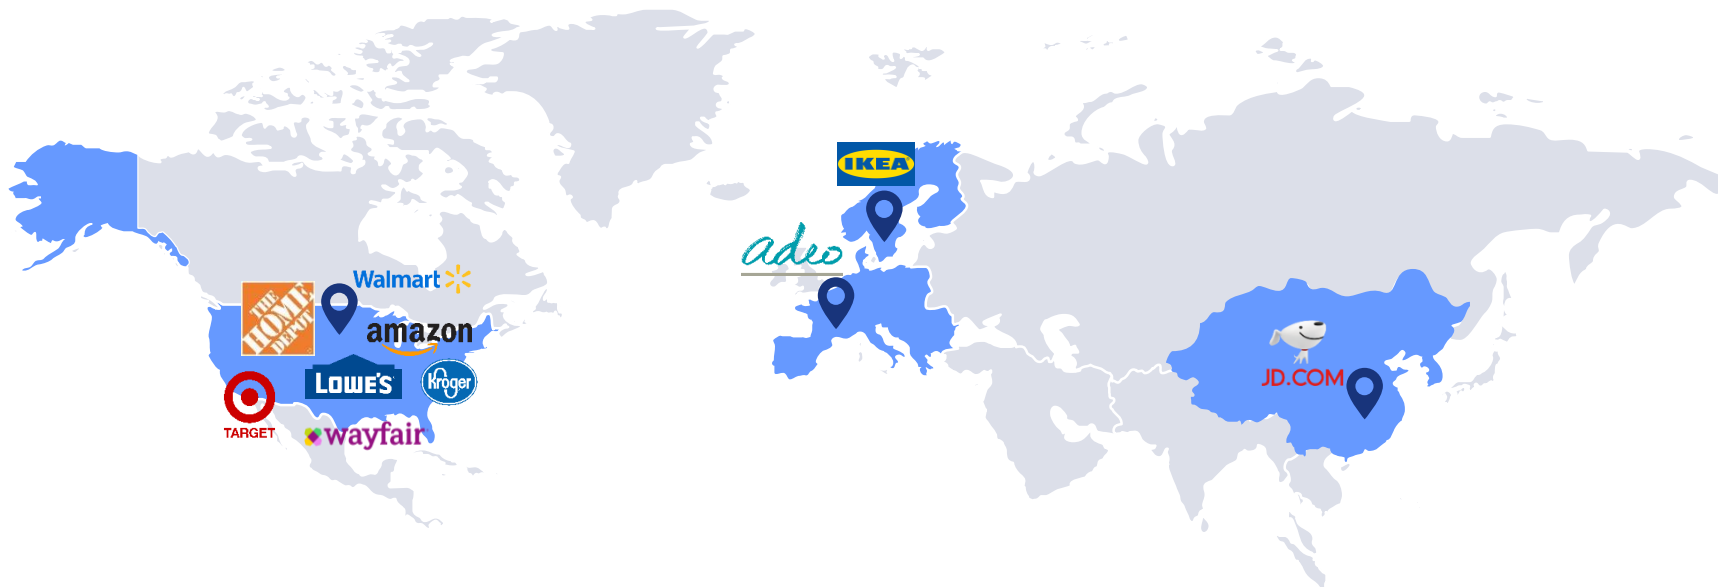 IKEA
adeo
Walmart
THE
HOME
DEPOT
amazon
LOWE'S
Kroger
TARGET
wayfair
JD.COM